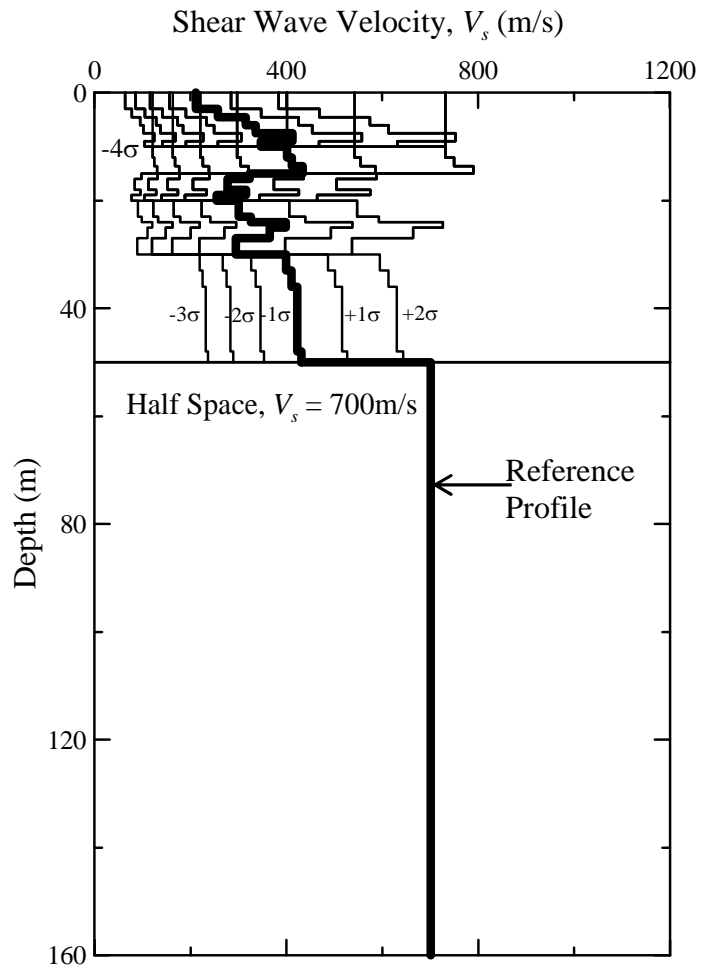 Shear Wave Velocity, Vs (m/s)
0 400 800 1200
0
40
80
120
160
Depth (m)
-4σ
-3σ -2σ -1σ +1σ +2σ
Half Space, Vs = 700m/s
Reference
Profile